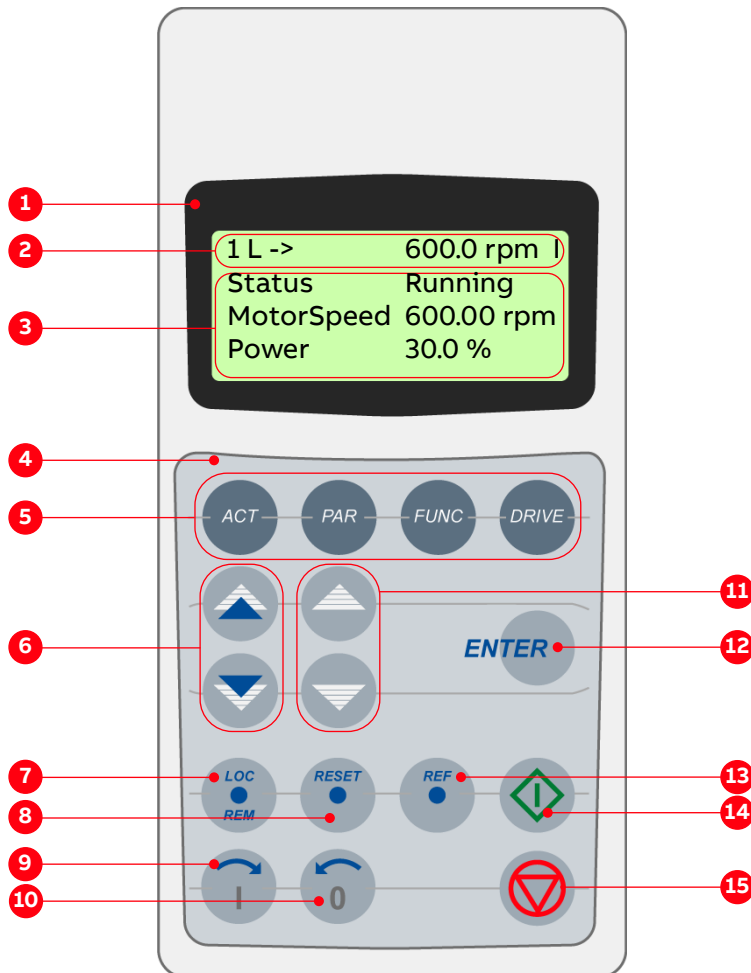 1
2
1 L -> 600.0 rpm I
3
Status Running
MotorSpeed 600.00 rpm
Power 30.0 %
4
5
ACT PAR FUNC DRIVE
11
6
ENTER
12
7
LOC
REM
RESET
REF
13
8
14
9
I
10
0
15